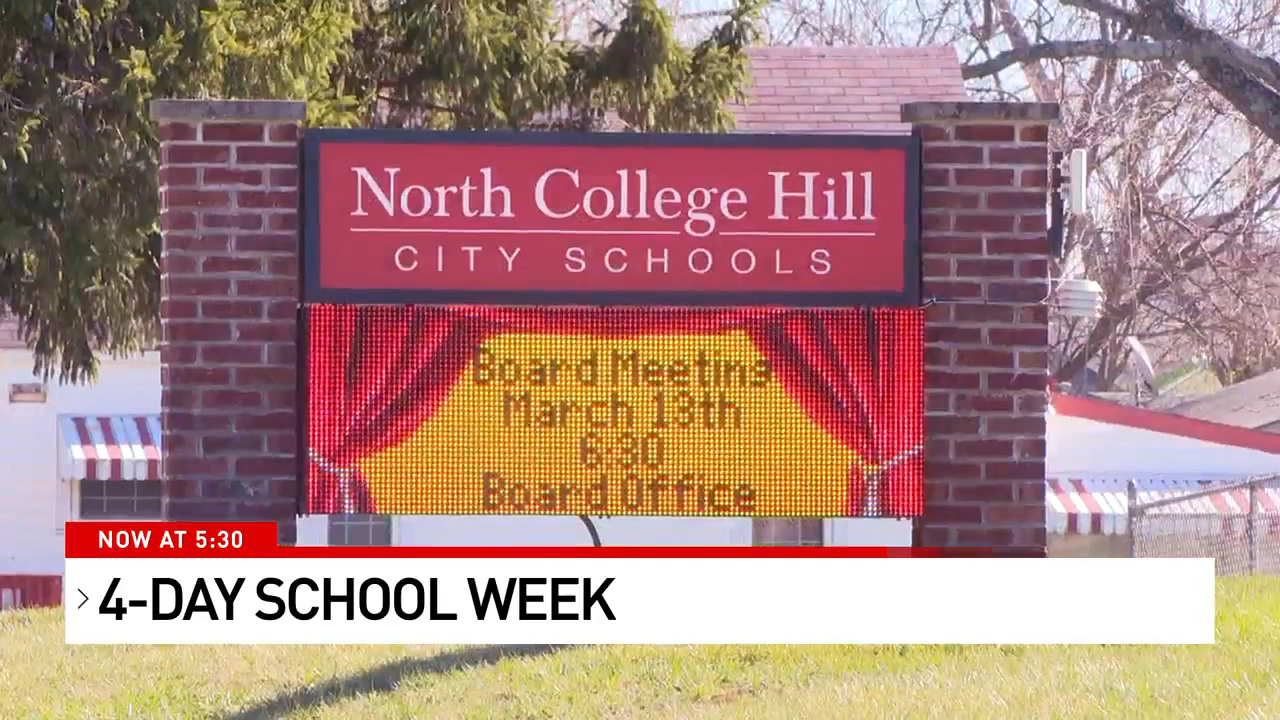 North College Hill
CITY SCHOOLS
Board Meeting
March 13th
6:30
Board Office
NOW AT 5:30
4-DAY SCHOOL WEEK